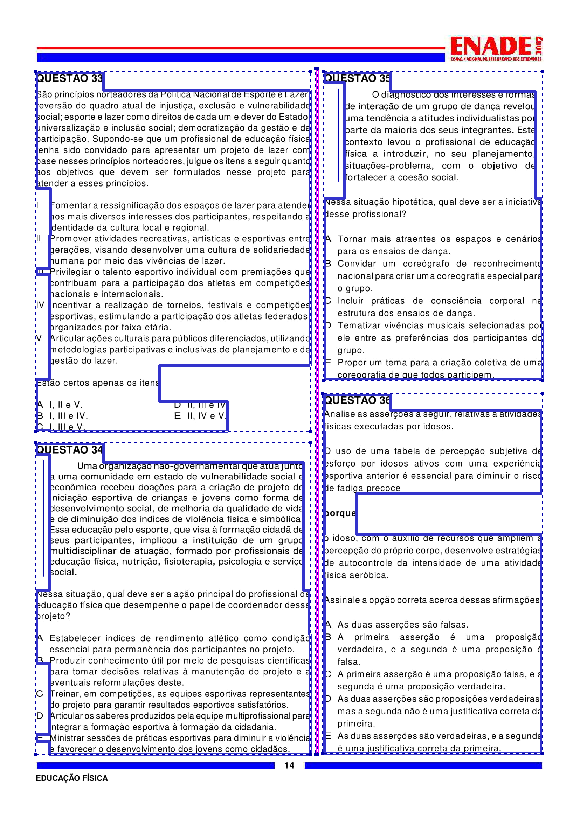 ENADE 2007
EXAME NACIONAL DE DESEMPENHO DOS ESTUDANTES
QUESTÃO 33
São princípios norteadores da Política Nacional de Esporte e Lazer:
reversão do quadro atual de injustiça, exclusão e vulnerabilidade
social; esporte e lazer como direitos de cada um e dever do Estado;
universalização e inclusão social; democratização da gestão e da
participação. Supondo-se que um profissional de educação física
tenha sido convidado para apresentar um projeto de lazer com
base nesses princípios norteadores, julgue os itens a seguir quanto
aos objetivos que devem ser formulados nesse projeto para
atender a esses princípios.
I Fomentar a ressignificação dos espaços de lazer para atender
aos mais diversos interesses dos participantes, respeitando a
identidade da cultura local e regional.
II Promover atividades recreativas, artísticas e esportivas entre
gerações, visando desenvolver uma cultura de solidariedade
humana por meio das vivências de lazer.
III Privilegiar o talento esportivo individual com premiações que
contribuam para a participação dos atletas em competições
nacionais e internacionais.
IV Incentivar a realização de torneios, festivais e competições
esportivas, estimulando a participação dos atletas federados,
organizados por faixa etária.
V Articular ações culturais para públicos diferenciados, utilizando
metodologias participativas e inclusivas de planejamento e de
gestão do lazer.
Estão certos apenas os itens
A I, II e V. D II, III e IV.
B I, III e IV. E II, IV e V.
C I, III e V.
QUESTÃO 34
Uma organização não-governamental que atua junto
a uma comunidade em estado de vulnerabilidade social e
econômica recebeu doações para a criação de projeto de
iniciação esportiva de crianças e jovens como forma de
desenvolvimento social, de melhoria da qualidade de vida
e de diminuição dos índices de violência física e simbólica.
Essa educação pelo esporte, que visa à formação cidadã de
seus participantes, implicou a instituição de um grupo
multidisciplinar de atuação, formado por profissionais de
educação física, nutrição, fisioterapia, psicologia e serviço
social.
Nessa situação, qual deve ser a ação principal do profissional de
educação física que desempenhe o papel de coordenador desse
projeto?
A Estabelecer índices de rendimento atlético como condição
essencial para permanência dos participantes no projeto.
B Produzir conhecimento útil por meio de pesquisas científicas
para tomar decisões relativas à manutenção do projeto e a
eventuais reformulações deste.
C Treinar, em competições, as equipes esportivas representantes
do projeto para garantir resultados esportivos satisfatórios.
D Articular os saberes produzidos pela equipe multiprofissional para
integrar a formação esportiva à formação da cidadania.
E Ministrar sessões de práticas esportivas para diminuir a violência
e favorecer o desenvolvimento dos jovens como cidadãos.
QUESTÃO 35
O diagnóstico dos interesses e formas
de interação de um grupo de dança revelou
uma tendência a atitudes individualistas por
parte da maioria dos seus integrantes. Este
contexto levou o profissional de educação
física a introduzir, no seu planejamento,
situações-problema, com o objetivo de
fortalecer a coesão social.
Nessa situação hipotética, qual deve ser a iniciativa
desse profissional?
A Tornar mais atraentes os espaços e cenários
para os ensaios de dança.
B Convidar um coreógrafo de reconhecimento
nacional para criar uma coreografia especial para
o grupo.
C Incluir práticas de consciência corporal na
estrutura dos ensaios de dança.
D Tematizar vivências musicais selecionadas por
ele entre as preferências dos participantes do
grupo.
E Propor um tema para a criação coletiva de uma
coreografia de que todos participem.
QUESTÃO 36
Analise as asserções a seguir, relativas a atividades
físicas executadas por idosos.
O uso de uma tabela de percepção subjetiva de
esforço por idosos ativos com uma experiência
esportiva anterior é essencial para diminuir o risco
de fadiga precoce
porque
o idoso, com o auxílio de recursos que ampliem a
percepção do próprio corpo, desenvolve estratégias
de autocontrole da intensidade de uma atividade
física aeróbica.
Assinale a opção correta acerca dessas afirmações.
A As duas asserções são falsas.
B A primeira asserção é uma proposição
verdadeira, e a segunda é uma proposição
falsa.
C A primeira asserção é uma proposição falsa, e a
segunda é uma proposição verdadeira.
D As duas asserções são proposições verdadeiras,
mas a segunda não é uma justificativa correta da
primeira.
E As duas asserções são verdadeiras, e a segunda
é uma justificativa correta da primeira.
14
EDUCAÇÃO FÍSICA